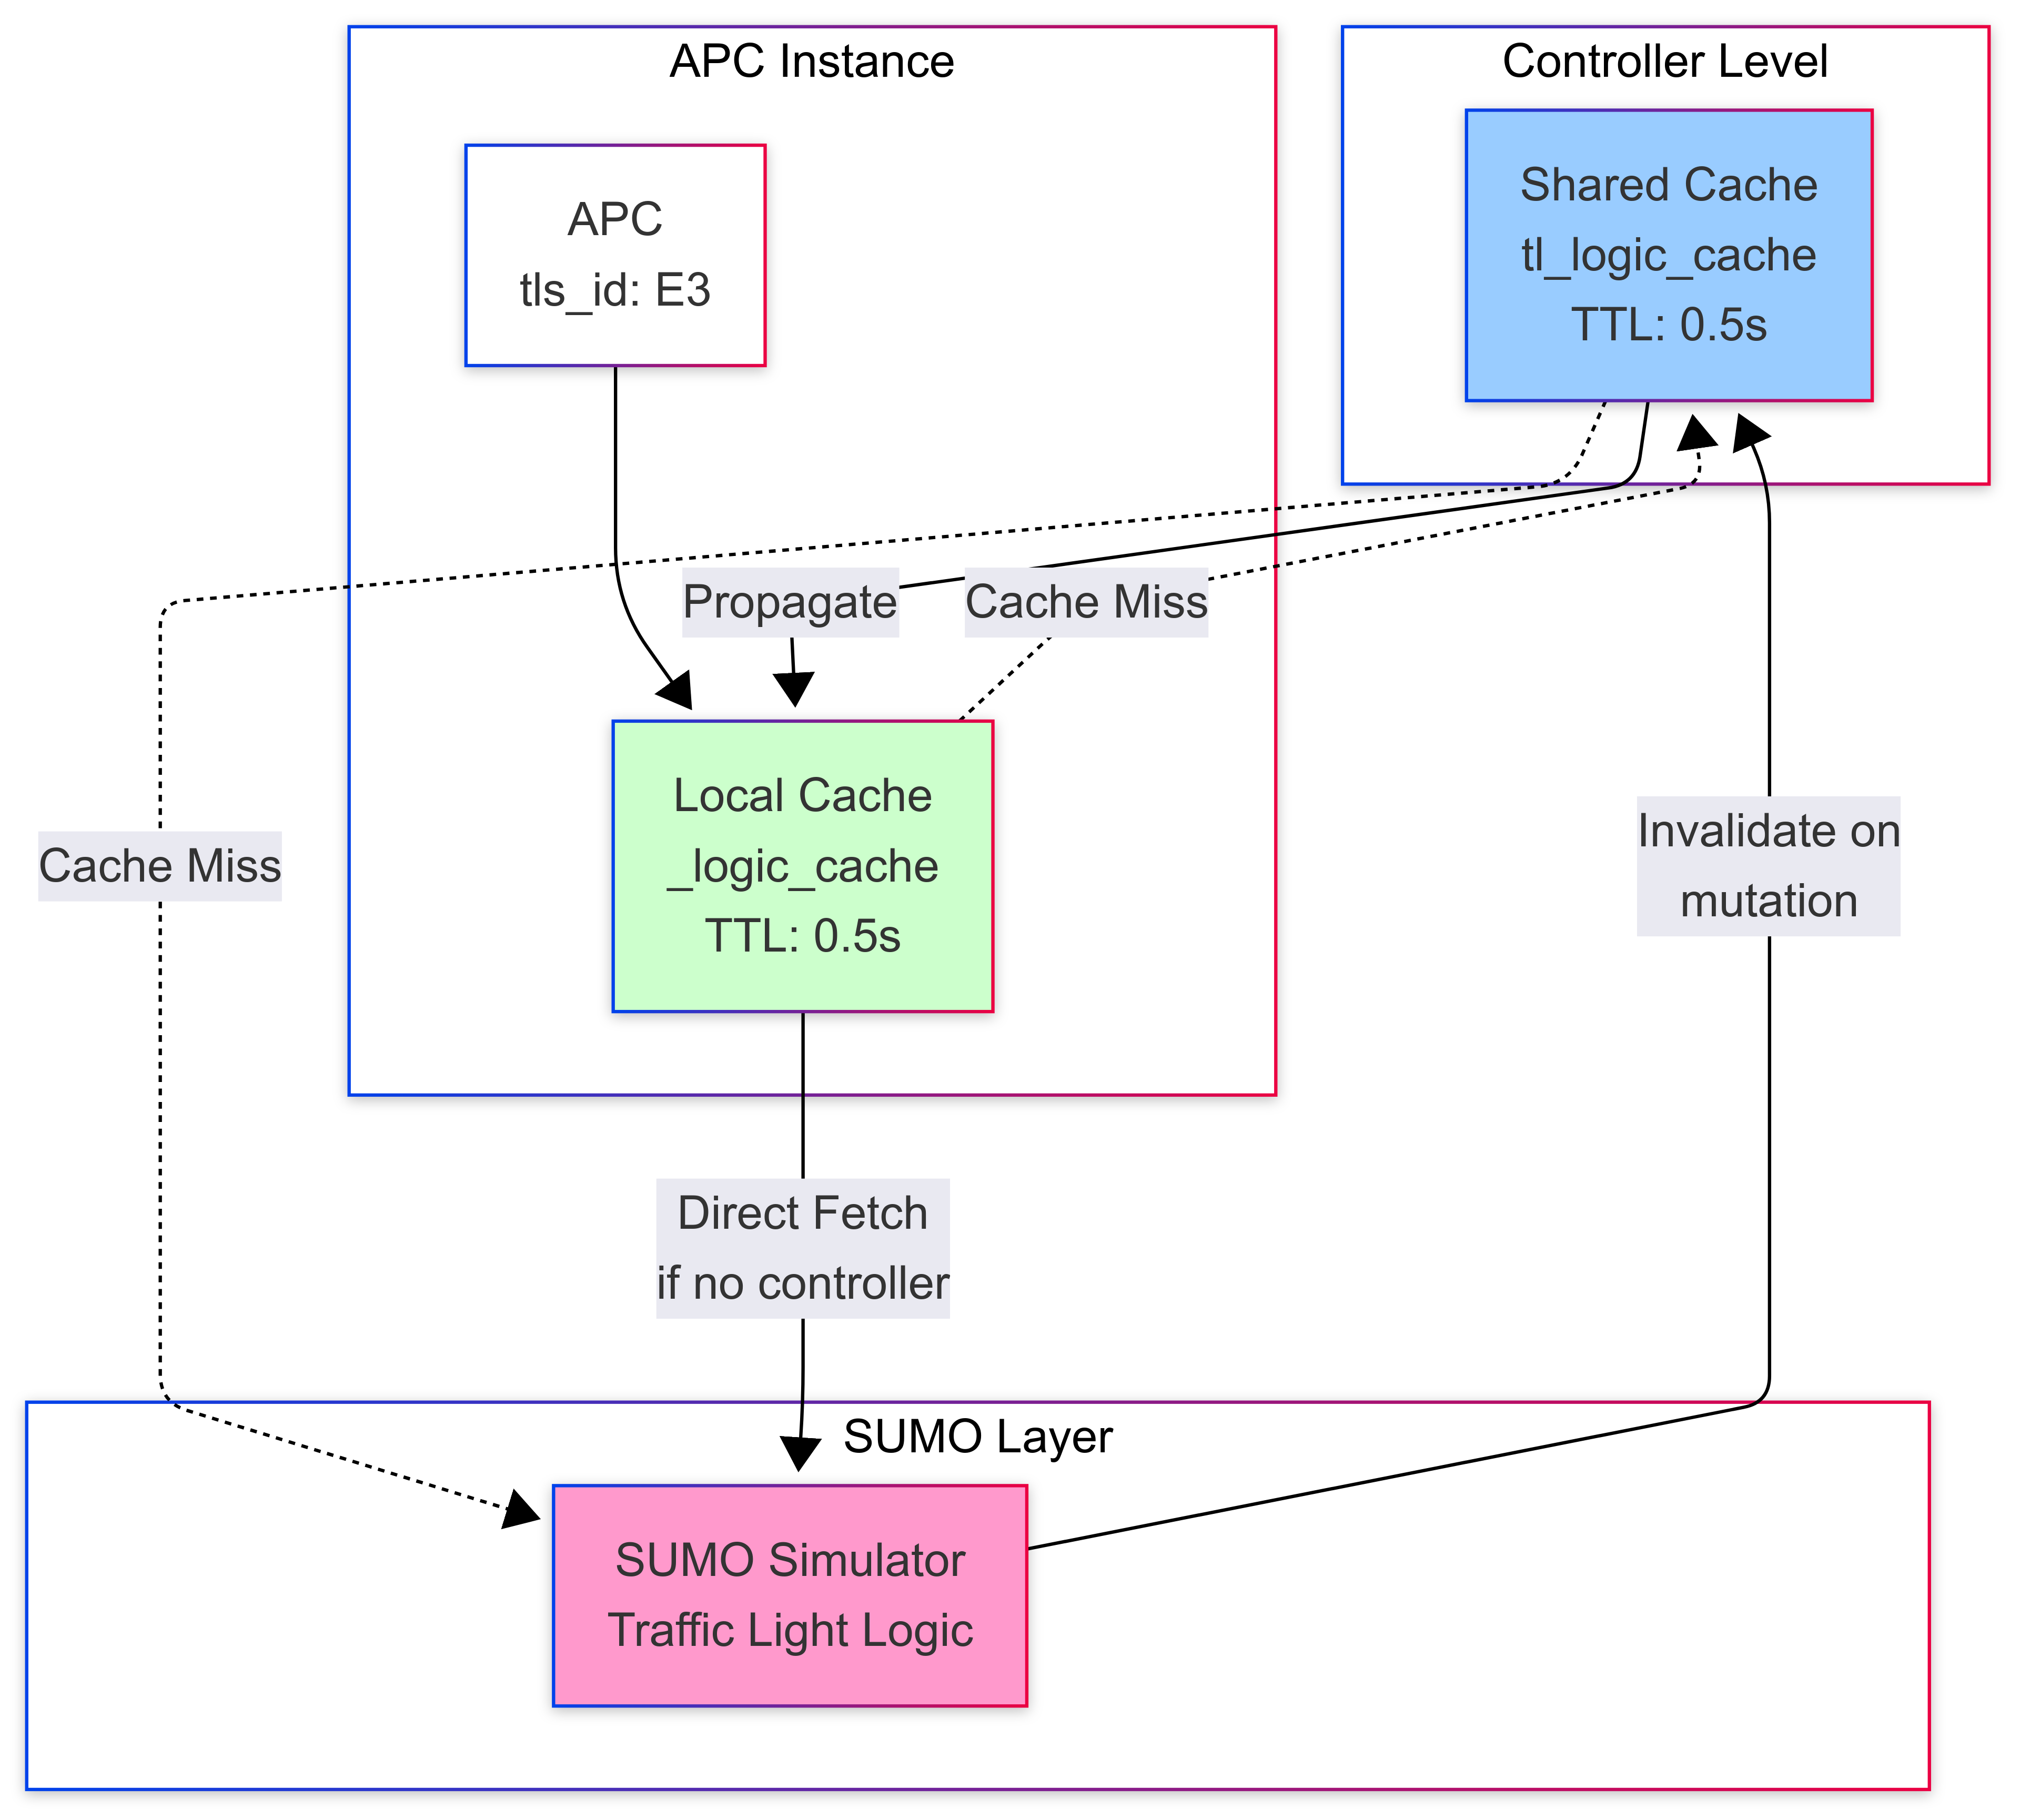 APC Instance
Controller Level
APC
tls_id: E3
Shared Cache
tl_logic_cache
TTL: 0.5s
Propagate
Cache Miss
Local Cache
_logic_cache
TTL: 0.5s
Cache Miss
Invalidate on
mutation
Direct Fetch
if no controller
SUMO Layer
SUMO Simulator
Traffic Light Logic